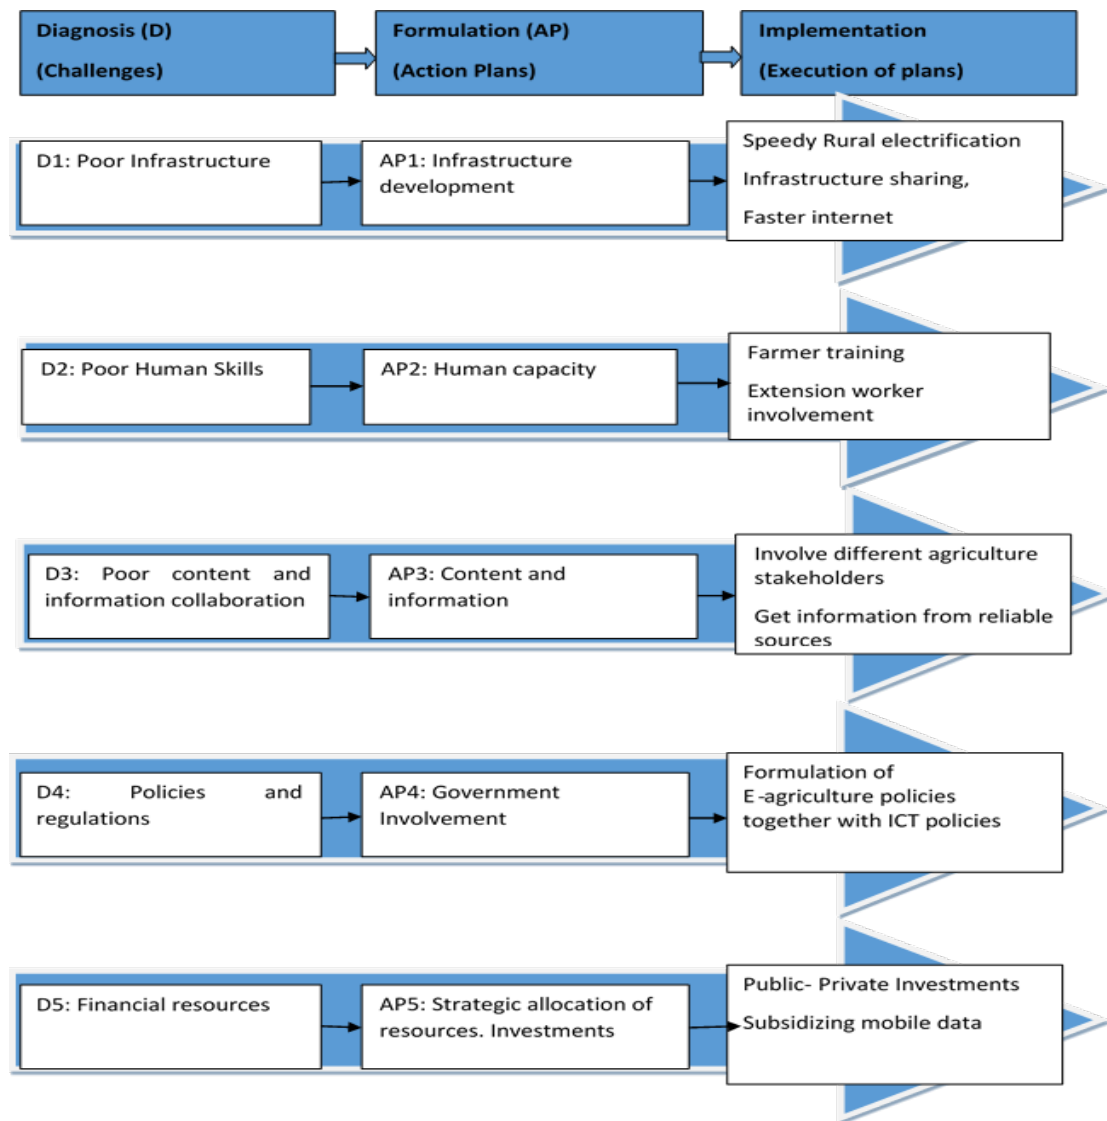 Diagnosis (D)
(Challenges)
Formulation (AP)
(Action Plans)
Implementation
(Execution of plans)
D1: Poor Infrastructure
AP1: Infrastructure
development
Speedy Rural electrification
Infrastructure sharing,
Faster internet
D2: Poor Human Skills
AP2: Human capacity
Farmer training
Extension worker
involvement
D3: Poor content and
information collaboration
AP3: Content and
information
Involve different agriculture
stakeholders
Get information from reliable
sources
D4: Policies and
regulations
AP4: Government
Involvement
Formulation of
E-agriculture policies
together with ICT policies
D5: Financial resources
AP5: Strategic allocation of
resources. Investments
Public- Private Investments
Subsidizing mobile data